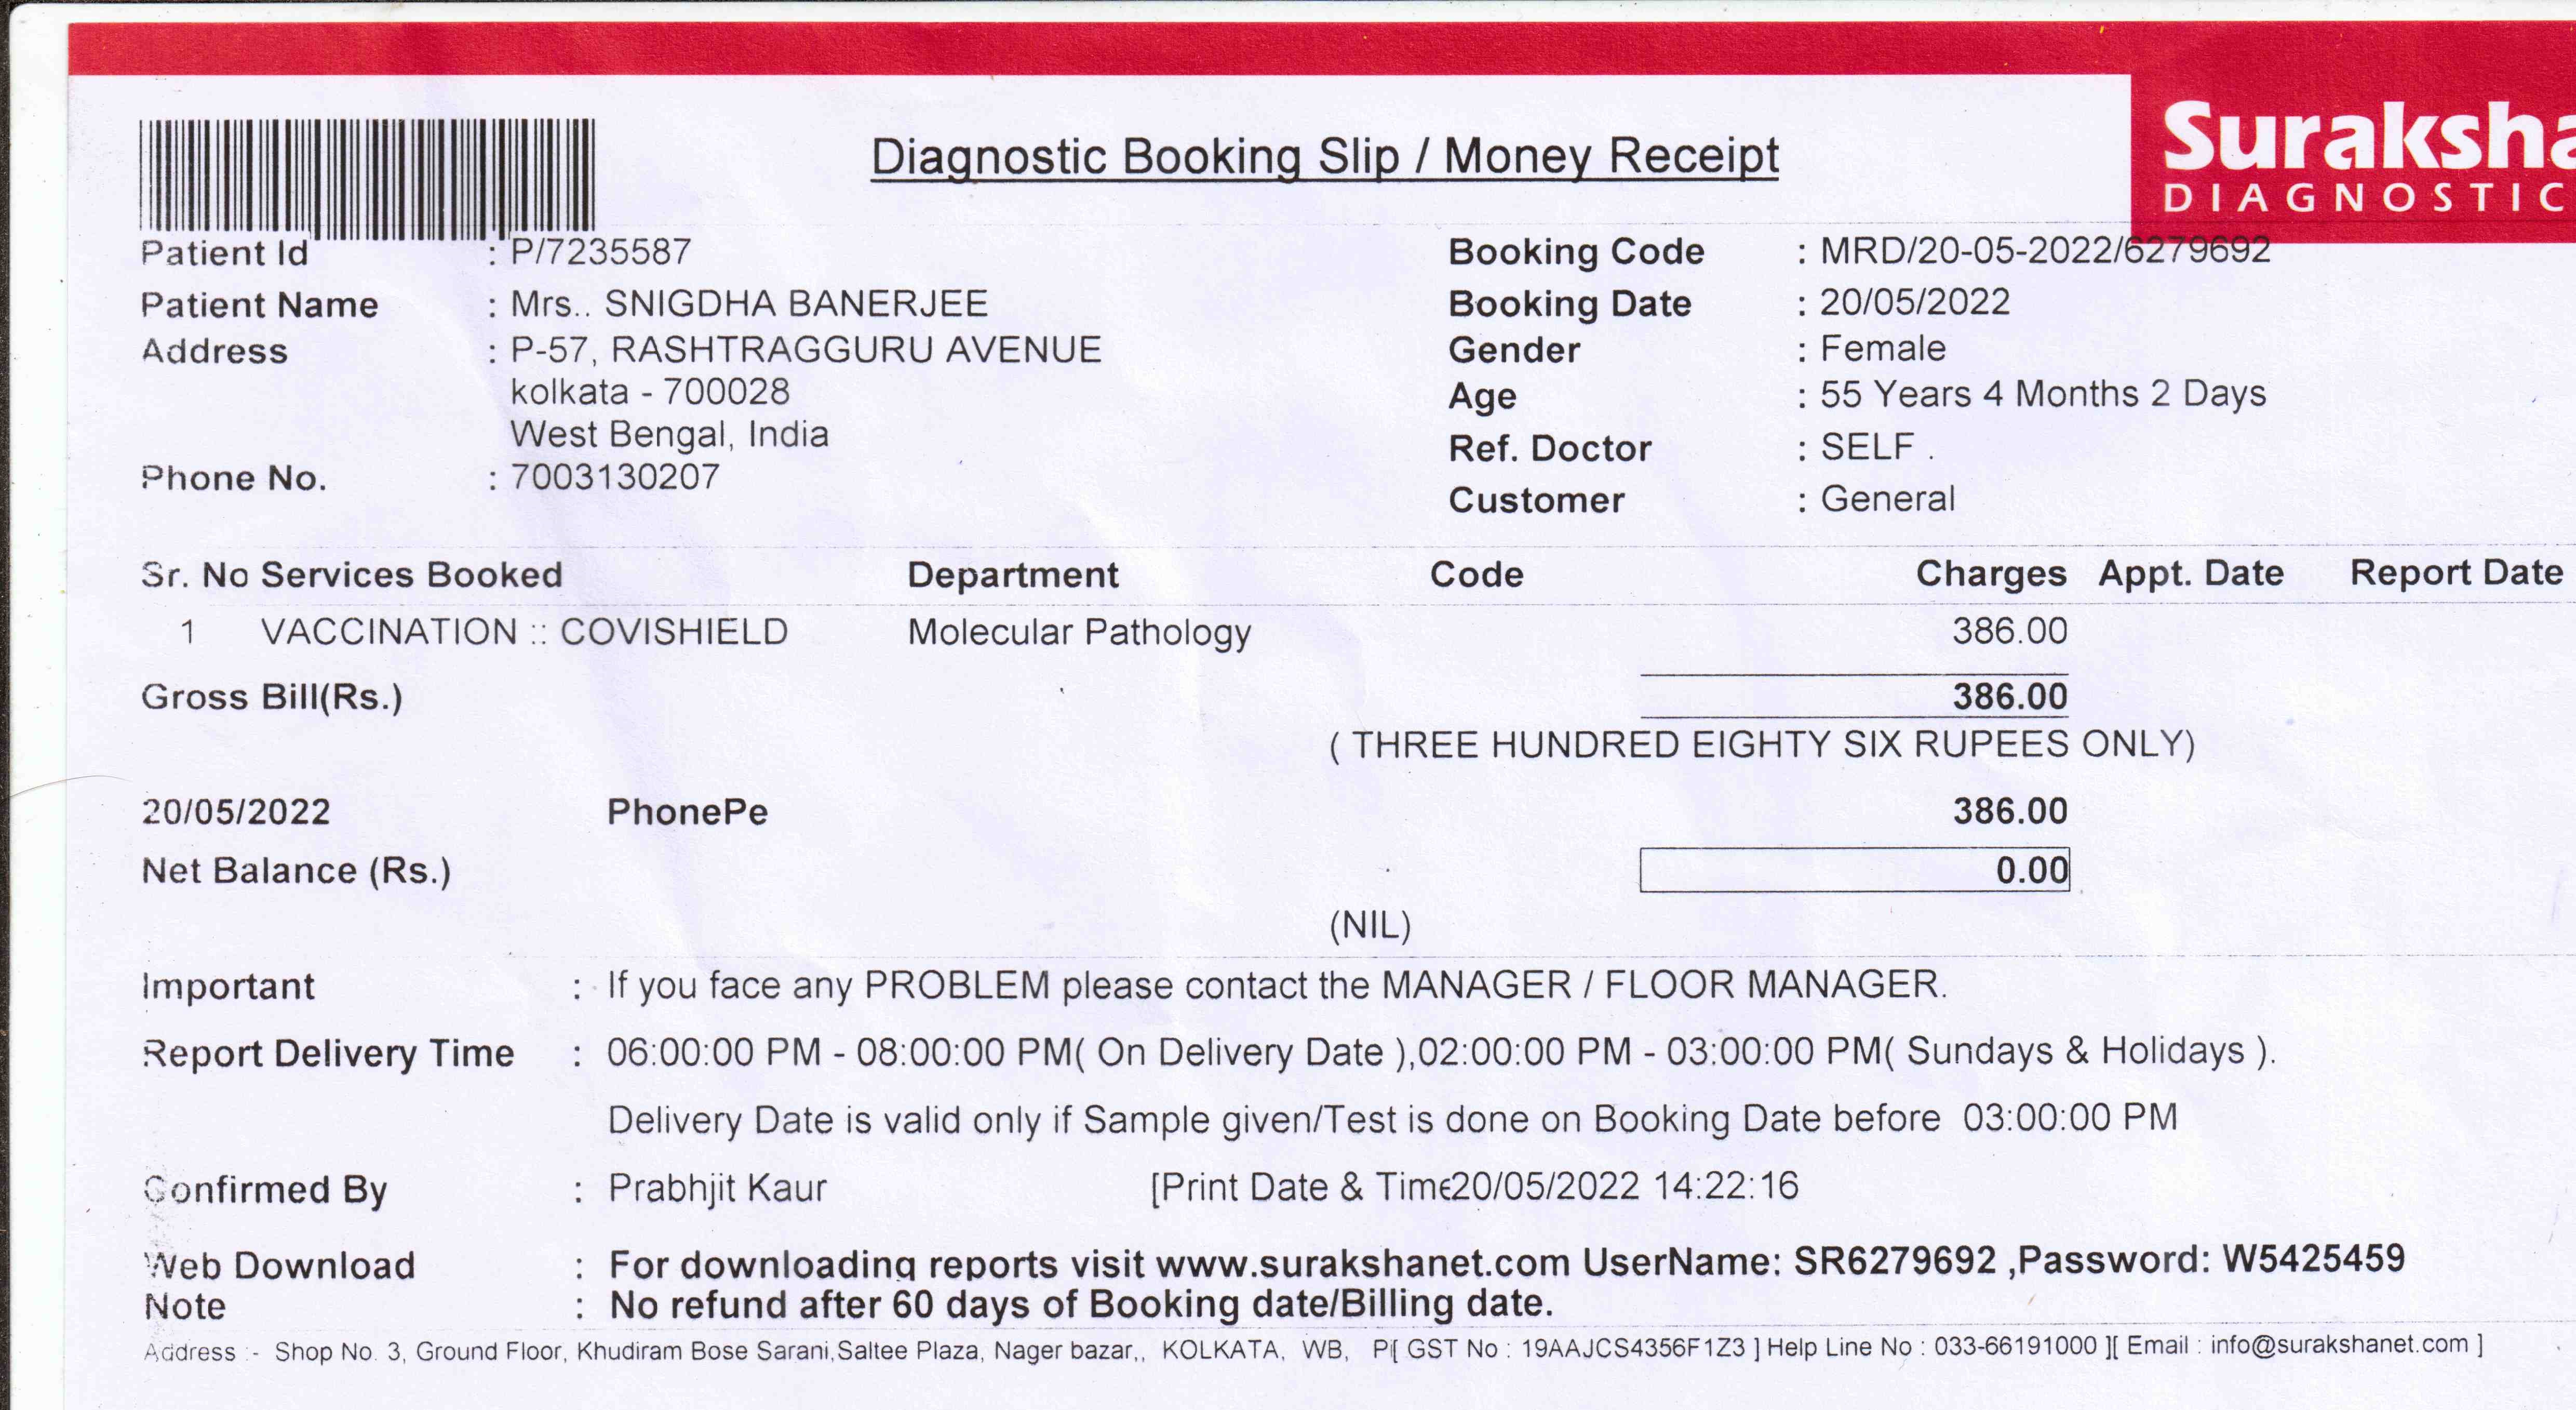 Suraksha
DIAGNOSTIC
Diagnostic Booking Slip / Money Receipt
Patient Id : P/7235587 Booking Code : MRD/20-05-2022/6279692
Patient Name : Mrs.. SNIGDHA BANERJEE Booking Date : 20/05/2022
Address : P-57, RASHTRAGGURU AVENUE Gender : Female
kolkata - 700028 Age : 55 Years 4 Months 2 Days
West Bengal, India Ref. Doctor : SELF .
Phone No. : 7003130207 Customer : General
Sr. No Services Booked Department Code Charges Appt. Date Report Date
1 VACCINATION :: COVISHIELD Molecular Pathology 386.00
Gross Bill(Rs.) 386.00
( THREE HUNDRED EIGHTY SIX RUPEES ONLY)
20/05/2022 PhonePe 386.00
Net Balance (Rs.) 0.00
(NIL)
Important : If you face any PROBLEM please contact the MANAGER / FLOOR MANAGER.
Report Delivery Time : 06:00:00 PM - 08:00:00 PM( On Delivery Date ),02:00:00 PM - 03:00:00 PM( Sundays & Holidays ).
Delivery Date is valid only if Sample given/Test is done on Booking Date before 03:00:00 PM
Confirmed By : Prabhjit Kaur [Print Date & Time20/05/2022 14:22:16
Web Download : For downloading reports visit www.surakshanet.com UserName: SR6279692 ,Password: W5425459
Note : No refund after 60 days of Booking date/Billing date.
Address :- Shop No. 3, Ground Floor, Khudiram Bose Sarani,Saltee Plaza, Nager bazar,, KOLKATA, WB, P[ GST No : 19AAJCS4356F1Z3 ] Help Line No : 033-66191000 ][ Email : info@surakshanet.com ]